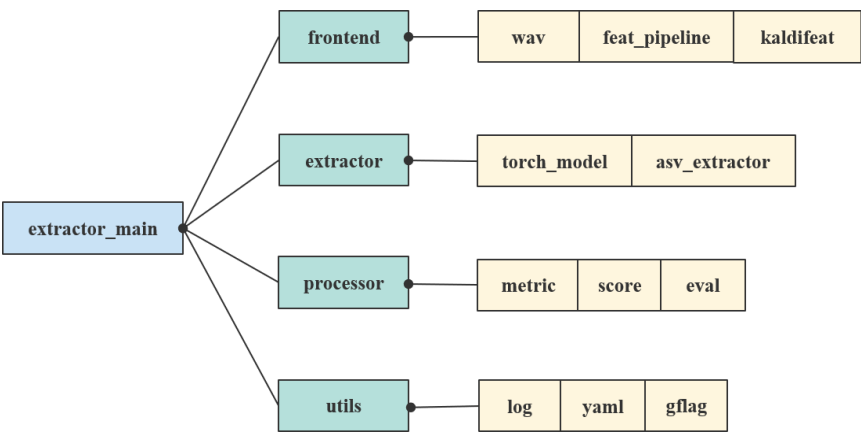 frontend wav feat_pipeline kaldifeat
extractor torch_model asv_extractor
extractor_main
processor metric score eval
utils log yaml gflag